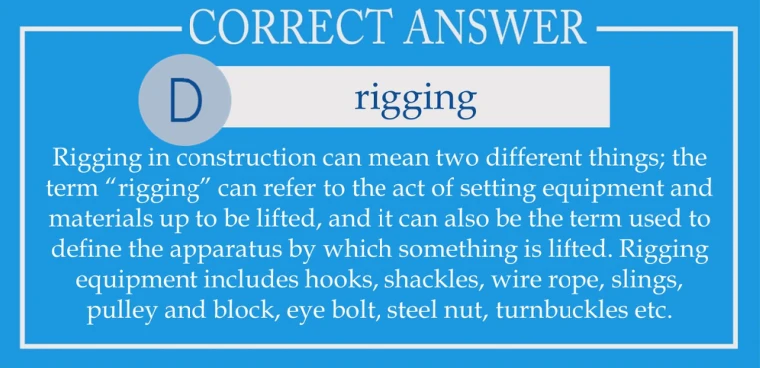 CORRECT ANSWER
D
rigging
Rigging in construction can mean two different things; the
term “rigging” can refer to the act of setting equipment and
materials up to be lifted, and it can also be the term used to
define the apparatus by which something is lifted. Rigging
equipment includes hooks, shackles, wire rope, slings,
pulley and block, eye bolt, steel nut, turnbuckles etc.